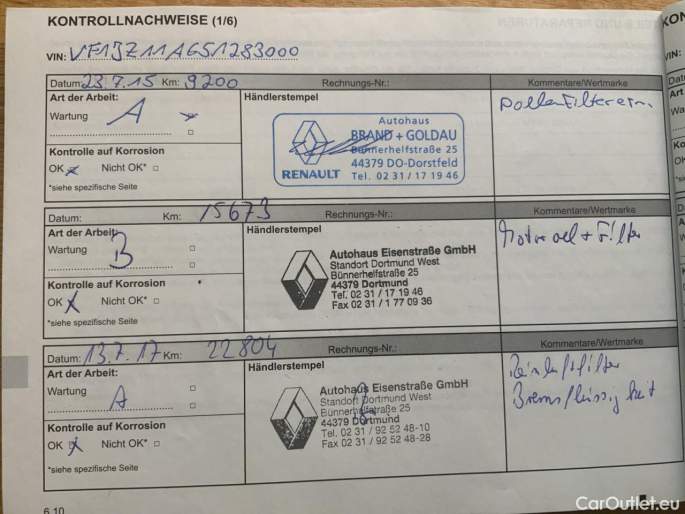 KONTROLLNACHWEISE (1/6)
VIN: VF1JZ11AG51283000
Datum: 23.7.15 Km: 9200 Rechnungs-Nr.: Kommentare/Wertmarke
Art der Arbeit: Händlerstempel
Wartung A
Kontrolle auf Korrosion
OK Nicht OK*
*siehe spezifische Seite
Autohaus
BRAND + GOLDAU
Bünnerhelfstraße 25
44379 DO-Dorstfeld
RENAULT Tel. 02 31/17 19 46
Datum: Km: 15673 Rechnungs-Nr.: Kommentare/Wertmarke
Art der Arbeit: Händlerstempel
Wartung B
Kontrolle auf Korrosion
OK Nicht OK*
*siehe spezifische Seite
Autohaus Eisenstraße GmbH
Standort Dortmund West
Bünnerhelfstraße 25
44379 Dortmund
Tel. 02 31 / 17 19 46
Fax 02 31 / 1 77 09 36
Motoroel + Filter
Datum: 13.7.17 Km: 22804 Rechnungs-Nr.: Kommentare/Wertmarke
Art der Arbeit: Händlerstempel
Wartung A
Kontrolle auf Korrosion
OK Nicht OK*
*siehe spezifische Seite
Autohaus Eisenstraße GmbH
Standort Dortmund West
Bünnerhelfstraße 25
44379 Dortmund
Tel. 02 31 / 92 52 48-10
Fax 02 31 / 92 52 48-28
Bremsflüssigkeit
6.10
CarOutlet.eu